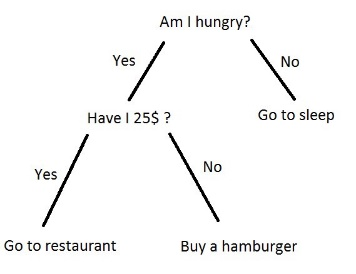 Am I hungry?
Yes
No
Have I 25$ ?
Go to sleep
Yes
No
Go to restaurant
Buy a hamburger